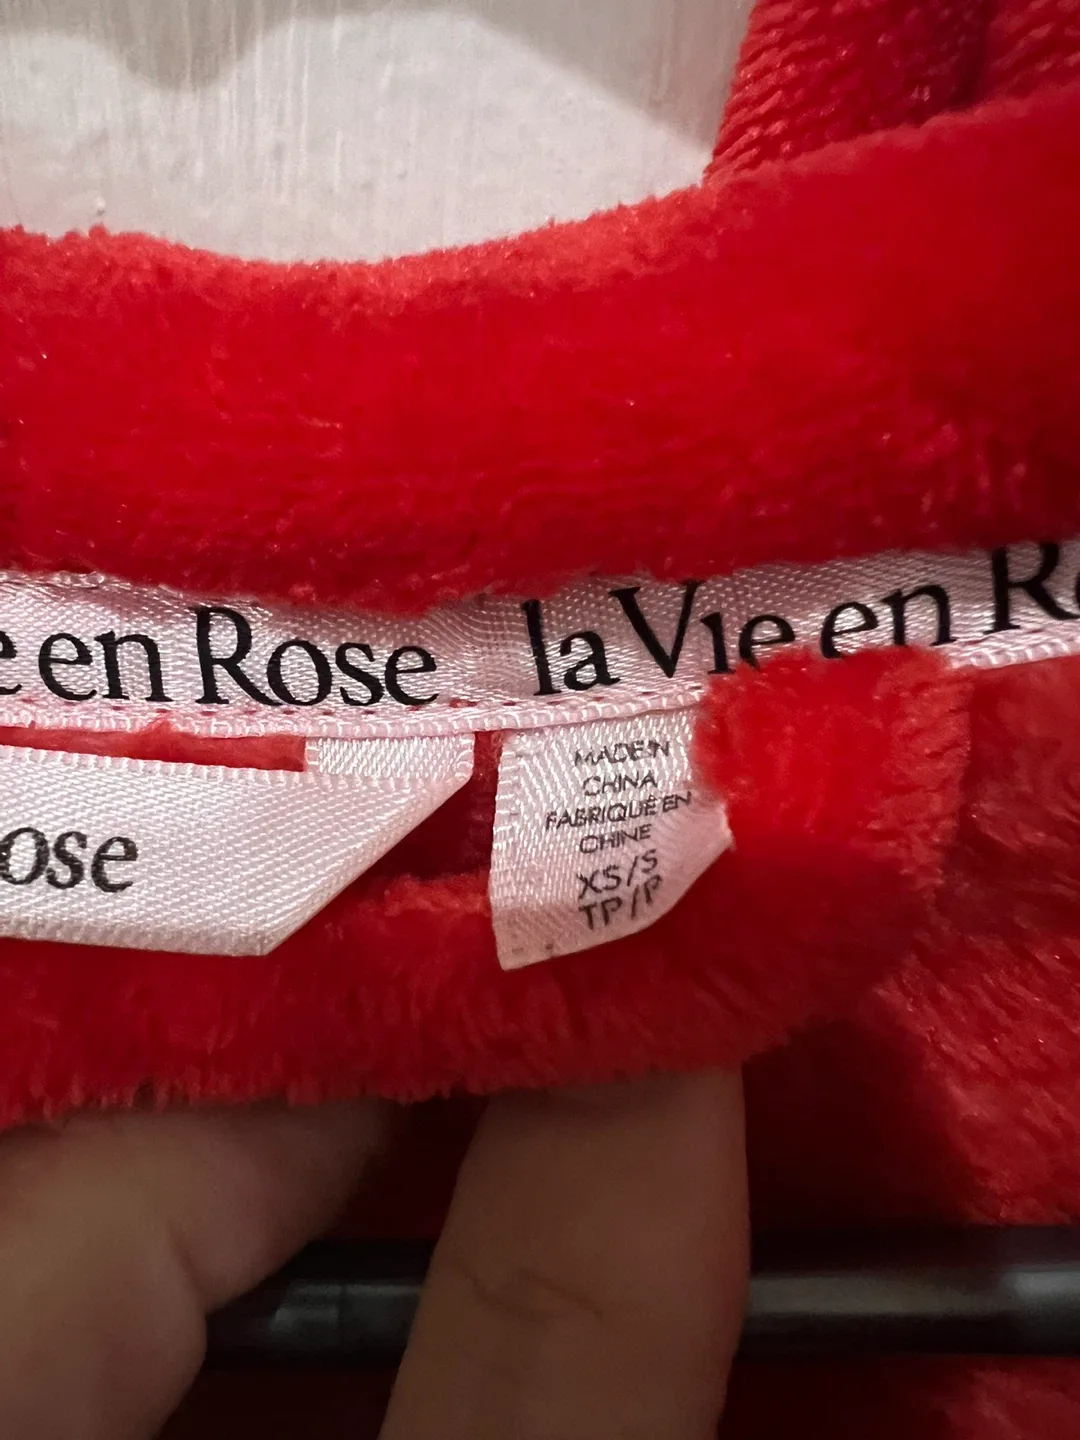 e en Rose la Vie en Ro
ose
MADE IN
CHINA
FABRIQUÉ EN
CHINE
XS/S
TP/P